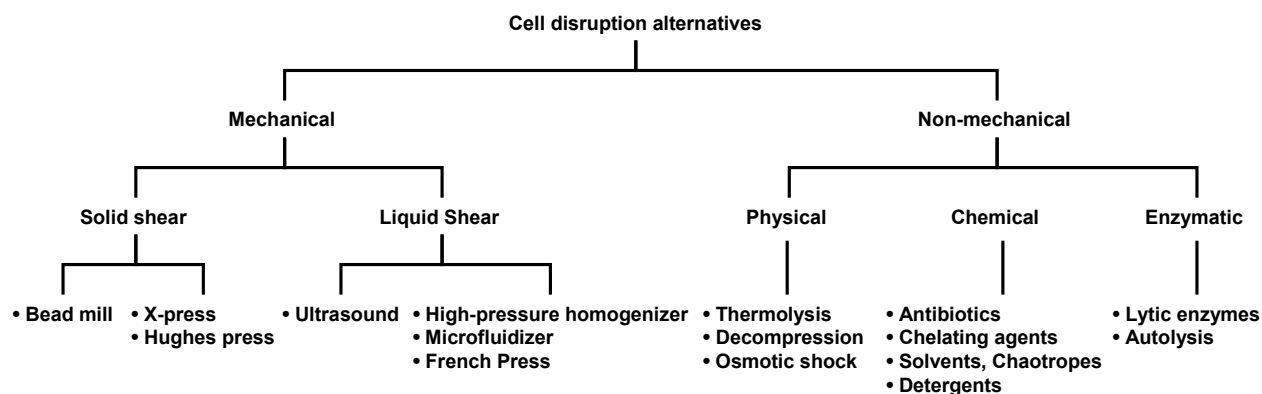 Cell disruption alternatives
Mechanical
Non-mechanical
Solid shear
Liquid Shear
Physical
Chemical
Enzymatic
• Bead mill
• X-press
• Hughes press
• Ultrasound
• High-pressure homogenizer
• Microfluidizer
• French Press
• Thermolysis
• Decompression
• Osmotic shock
• Antibiotics
• Chelating agents
• Solvents, Chaotropes
• Detergents
• Lytic enzymes
• Autolysis